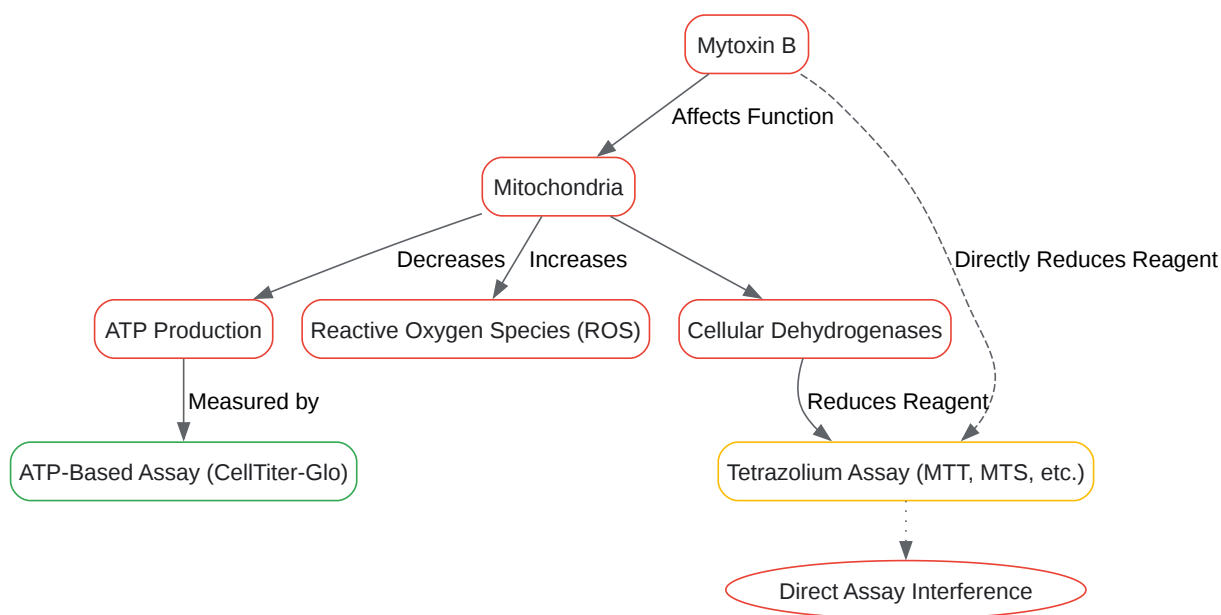 Mytoxin B
Affects Function
Mitochondria
Decreases
Increases
Directly Reduces Reagent
ATP Production
Reactive Oxygen Species (ROS)
Cellular Dehydrogenases
Measured by
Reduces Reagent
ATP-Based Assay (CellTiter-Glo)
Tetrazolium Assay (MTT, MTS, etc.)
Direct Assay Interference